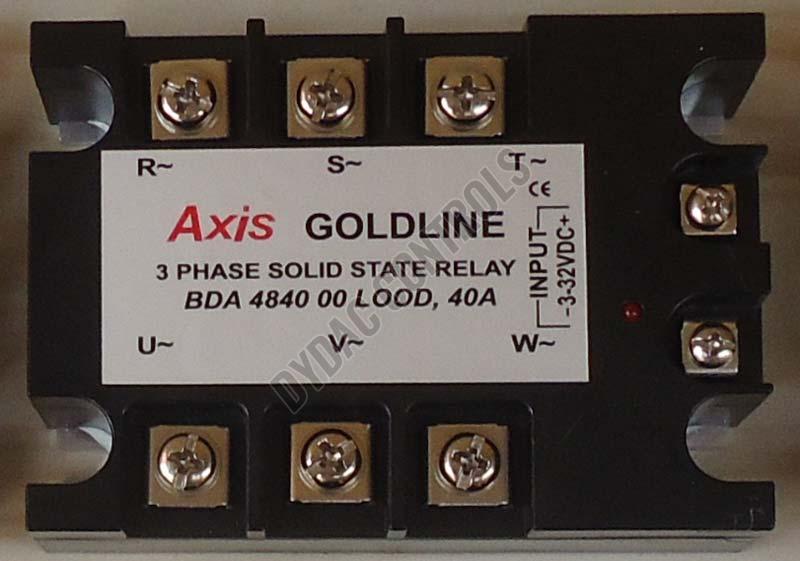 R~ S~ T~
CE
Axis GOLDLINE
3 PHASE SOLID STATE RELAY
BDA 4840 00 LOOD, 40A
INPUT
-3-32VDC+
U~ V~ W~
DYDAC CONTROLS